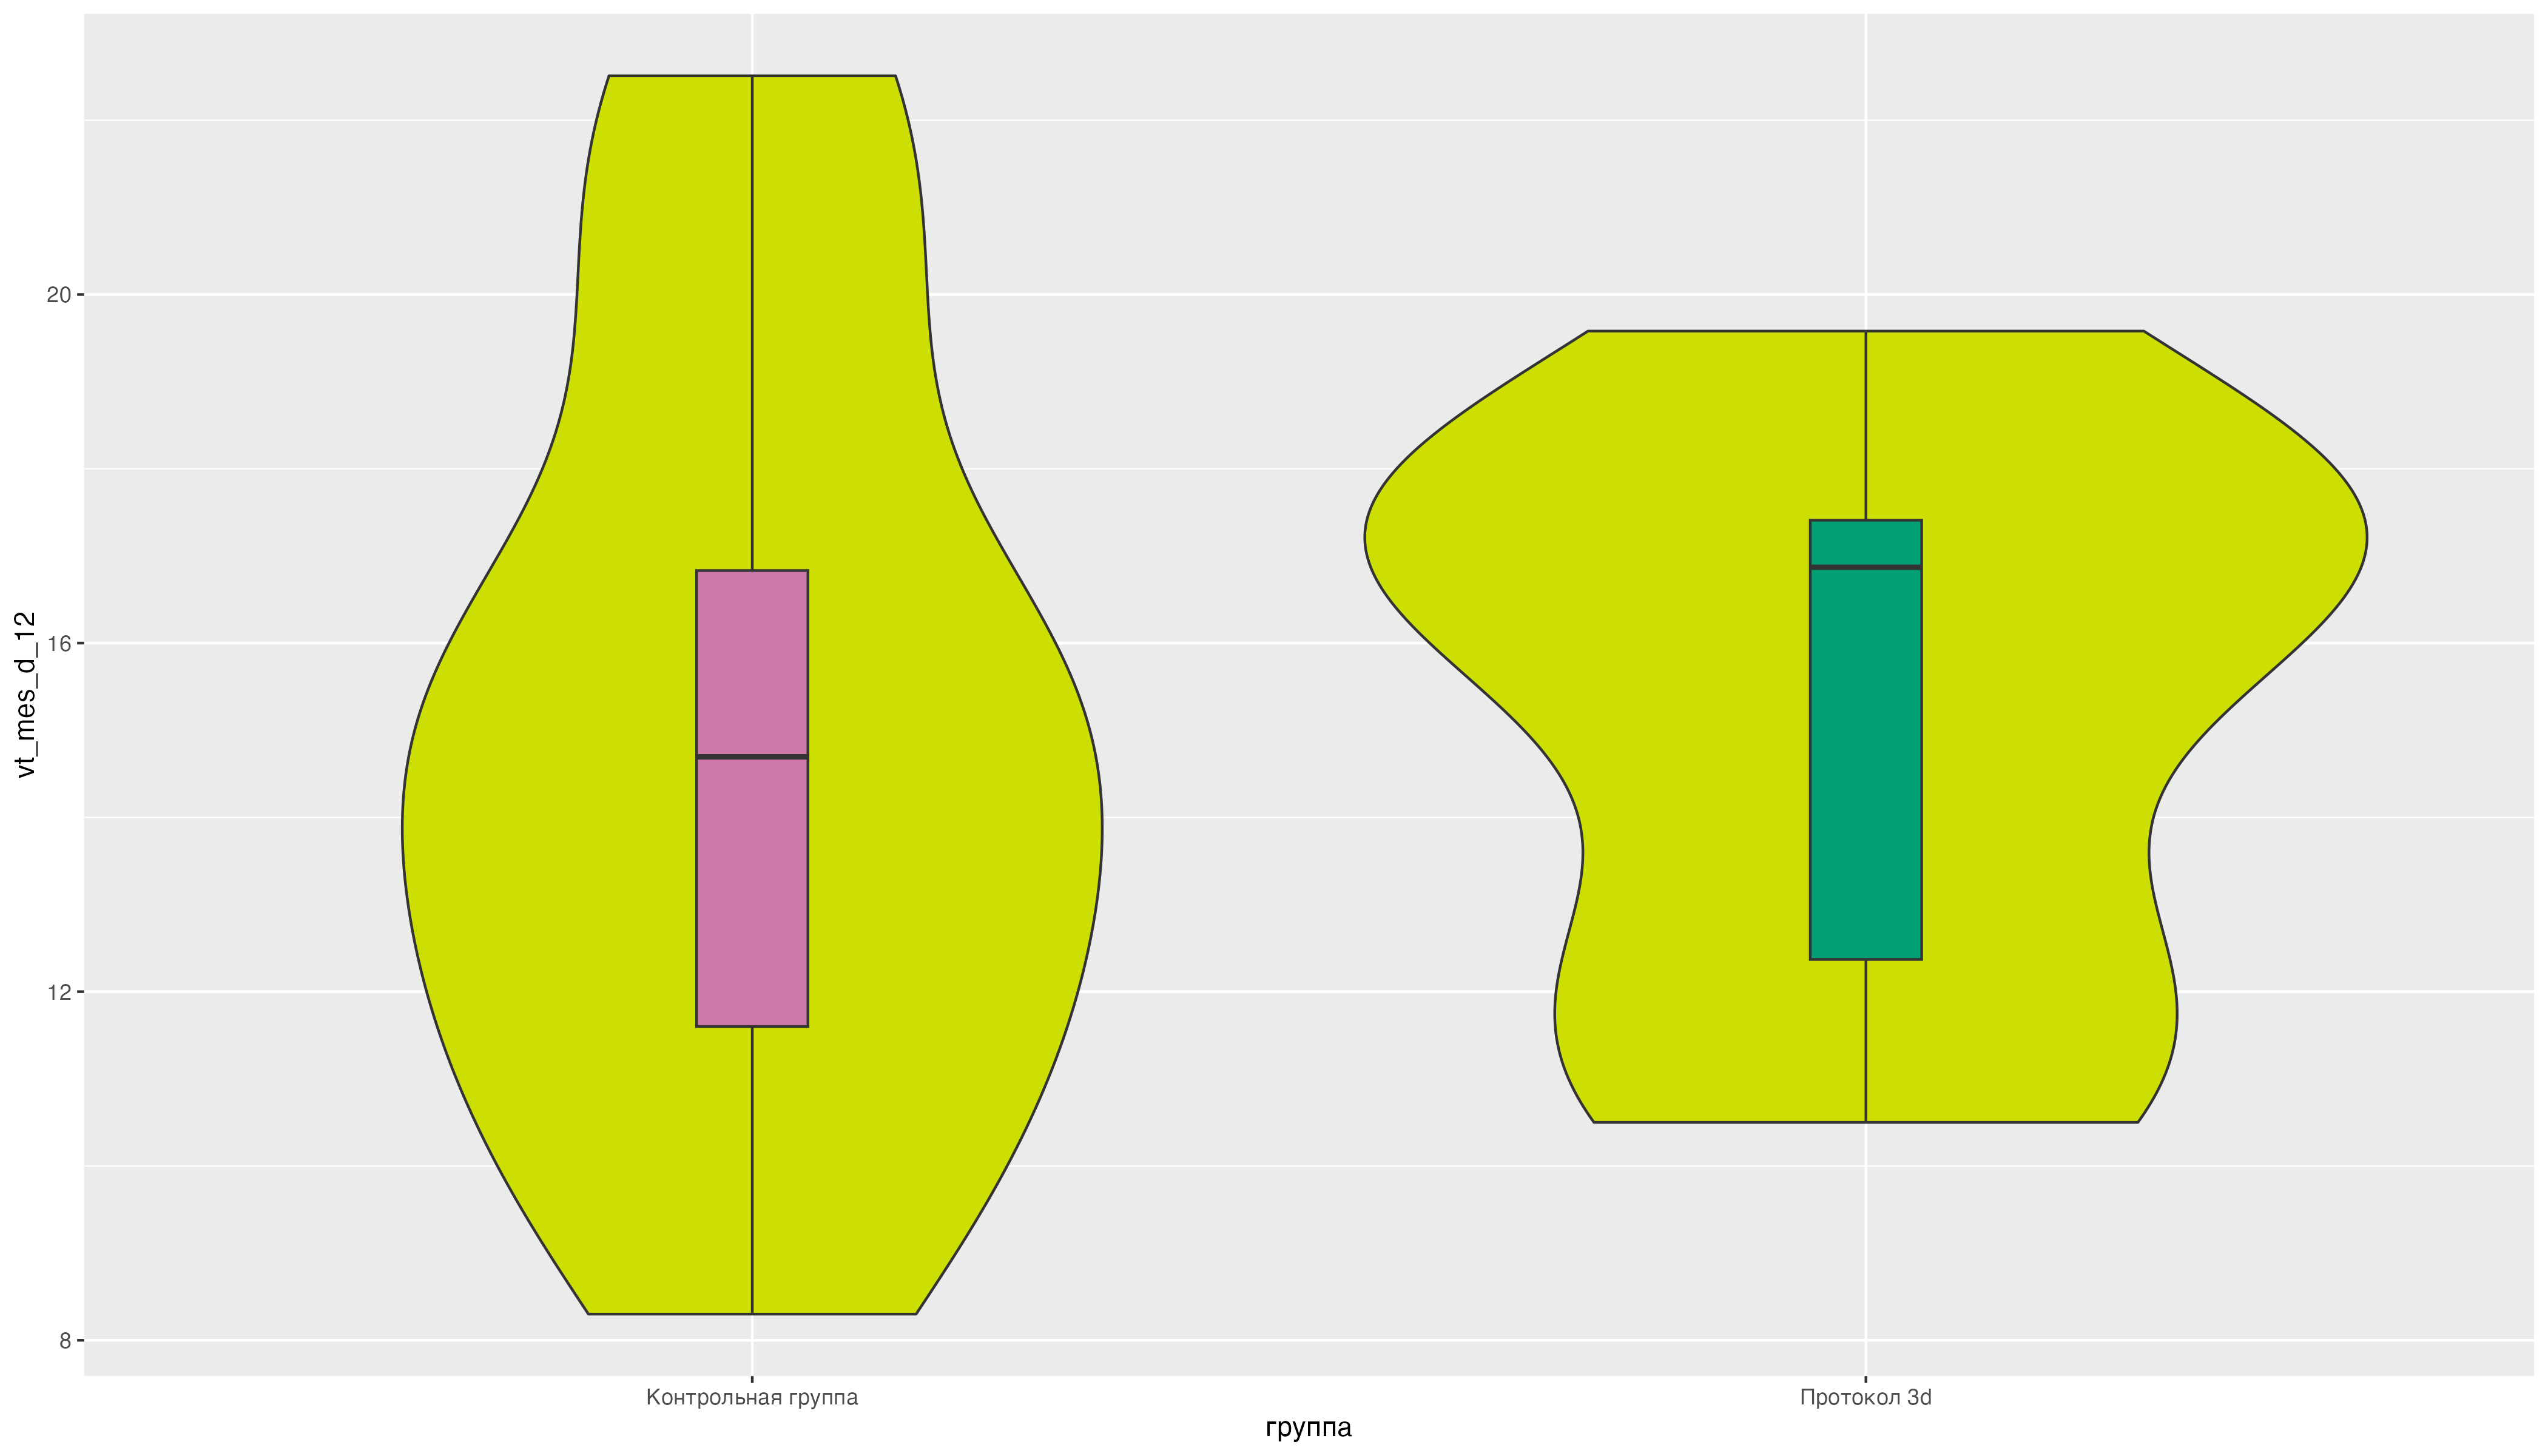 vt_mes_d_12
20
16
12
8
Контрольная группа
Протокол 3d
группа